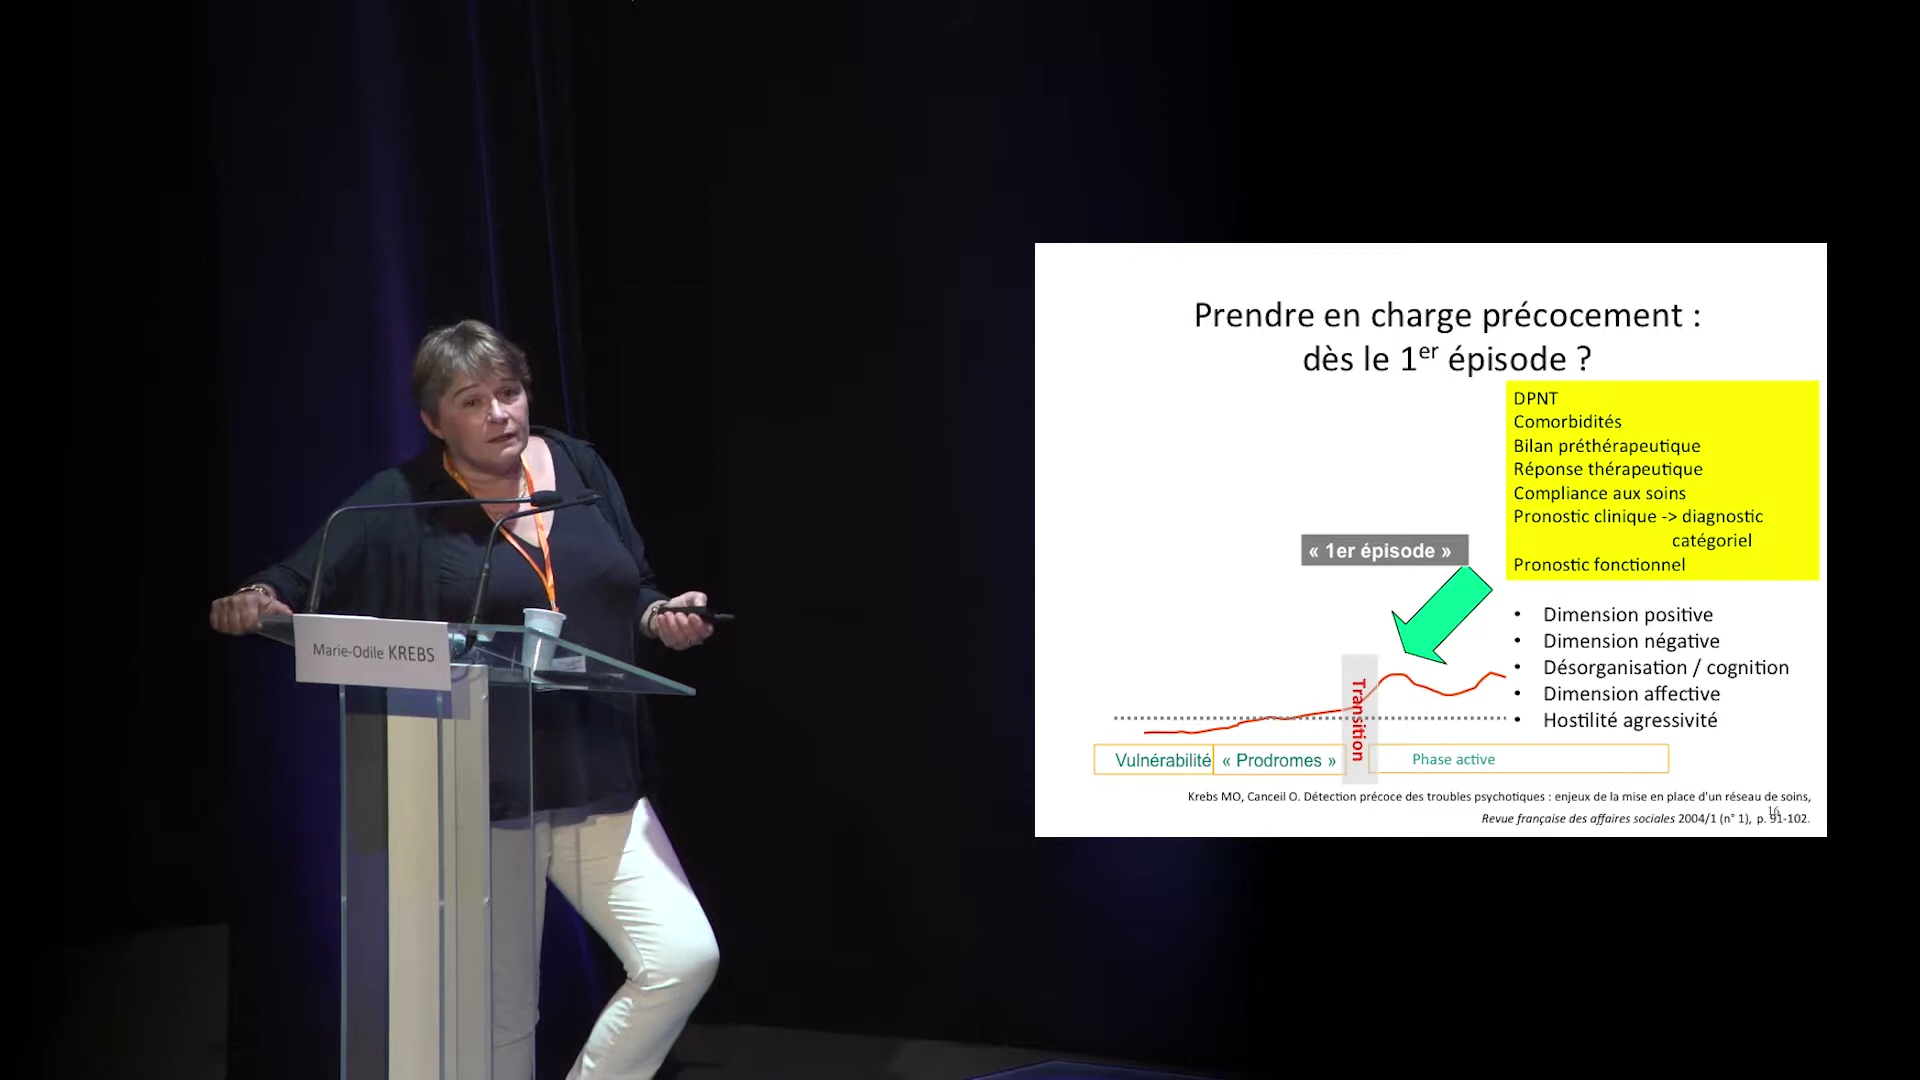 Marie-Odile KREBS
Prendre en charge précocement :
dès le 1er épisode ?
DPNT
Comorbidités
Bilan préthérapeutique
Réponse thérapeutique
Compliance aux soins
Pronostic clinique -> diagnostic
catégoriel
Pronostic fonctionnel
« 1er épisode »
• Dimension positive
• Dimension négative
• Désorganisation / cognition
• Dimension affective
• Hostilité agressivité
Transition
Vulnérabilité
« Prodromes »
Phase active
Krebs MO, Canceil O. Détection précoce des troubles psychotiques : enjeux de la mise en place d'un réseau de soins,
Revue française des affaires sociales 2004/1 (n° 1), p. 91-102.
16